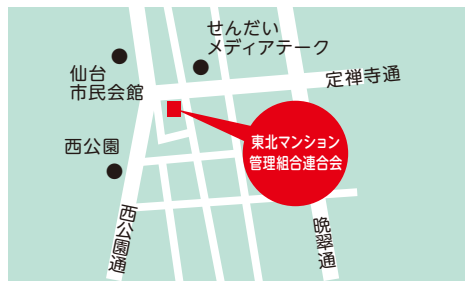 せんだい
メディアテーク
仙台
市民会館
定禅寺通
東北マンション
管理組合連合会
西公園
西公園通
晩翠通